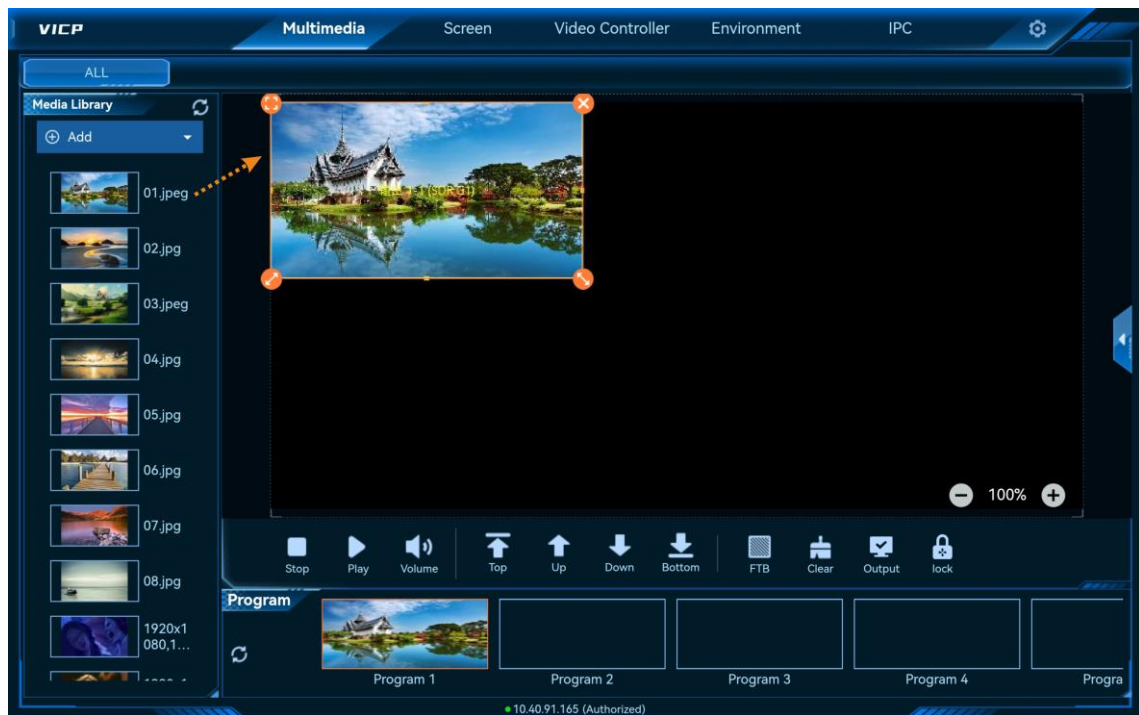 VICP
Multimedia
Screen
Video Controller
Environment
IPC
ALL
Media Library
Add
01.jpeg
02.jpg
03.jpeg
04.jpg
05.jpg
06.jpg
07.jpg
08.jpg
1920x1
080,1...
100%
Stop
Play
Volume
Top
Up
Down
Bottom
FTB
Clear
Output
lock
Program
Program 1
Program 2
Program 3
Program 4
Progra
10.40.91.165 (Authorized)